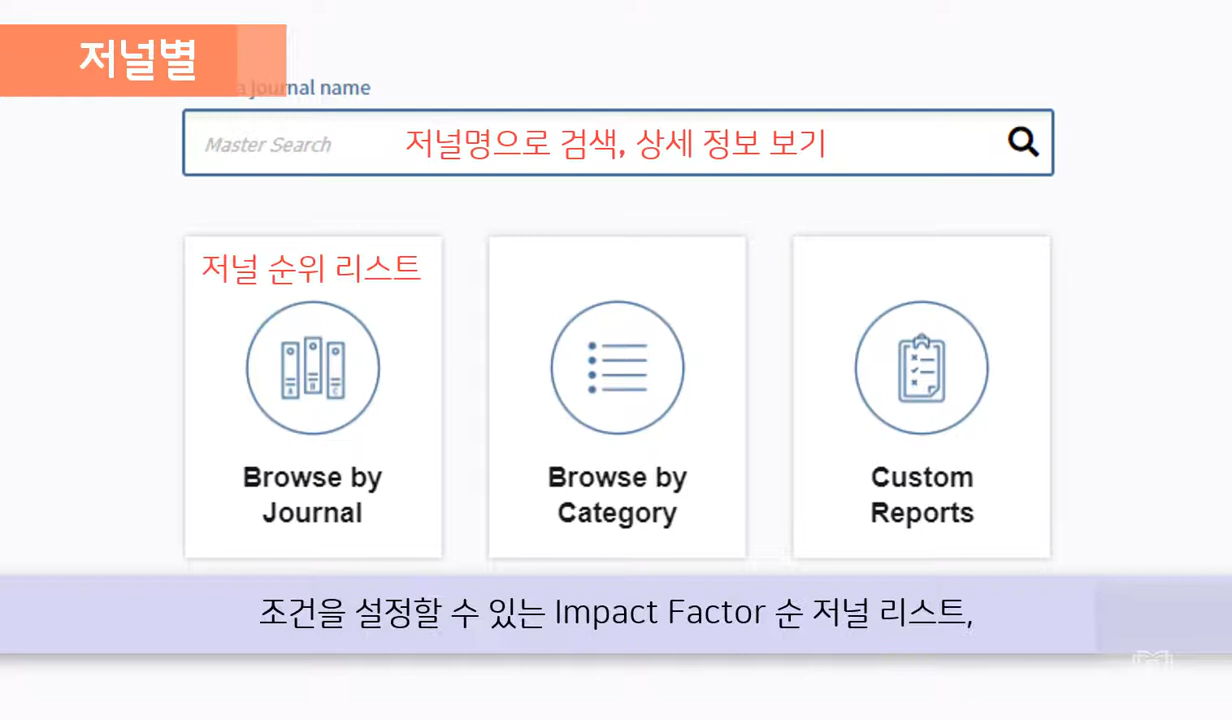 저널별
a journal name
Master Search
저널명으로 검색, 상세 정보 보기
저널 순위 리스트
A B C
Browse by
Journal
Browse by
Category
Custom
Reports
조건을 설정할 수 있는 Impact Factor 순 저널 리스트,